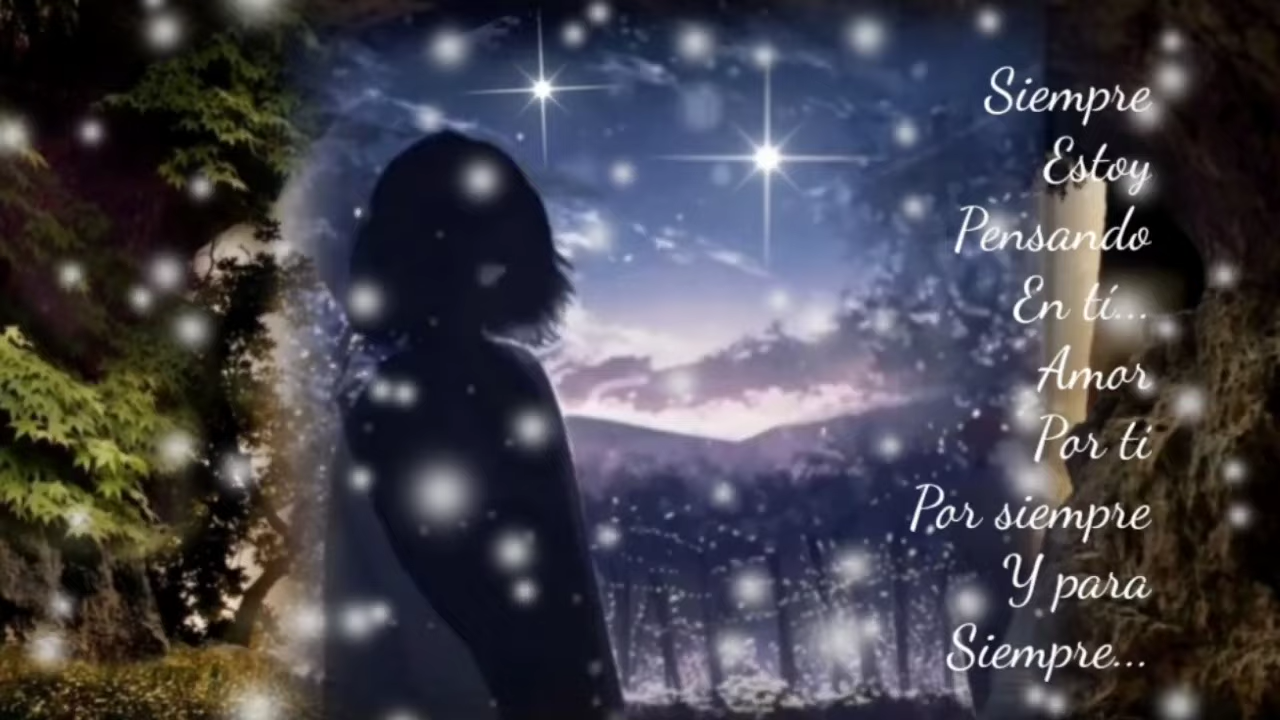 Siempre
Estoy
Pensando
En tí...
Amor
Por ti
Por siempre
Y para
Siempre...